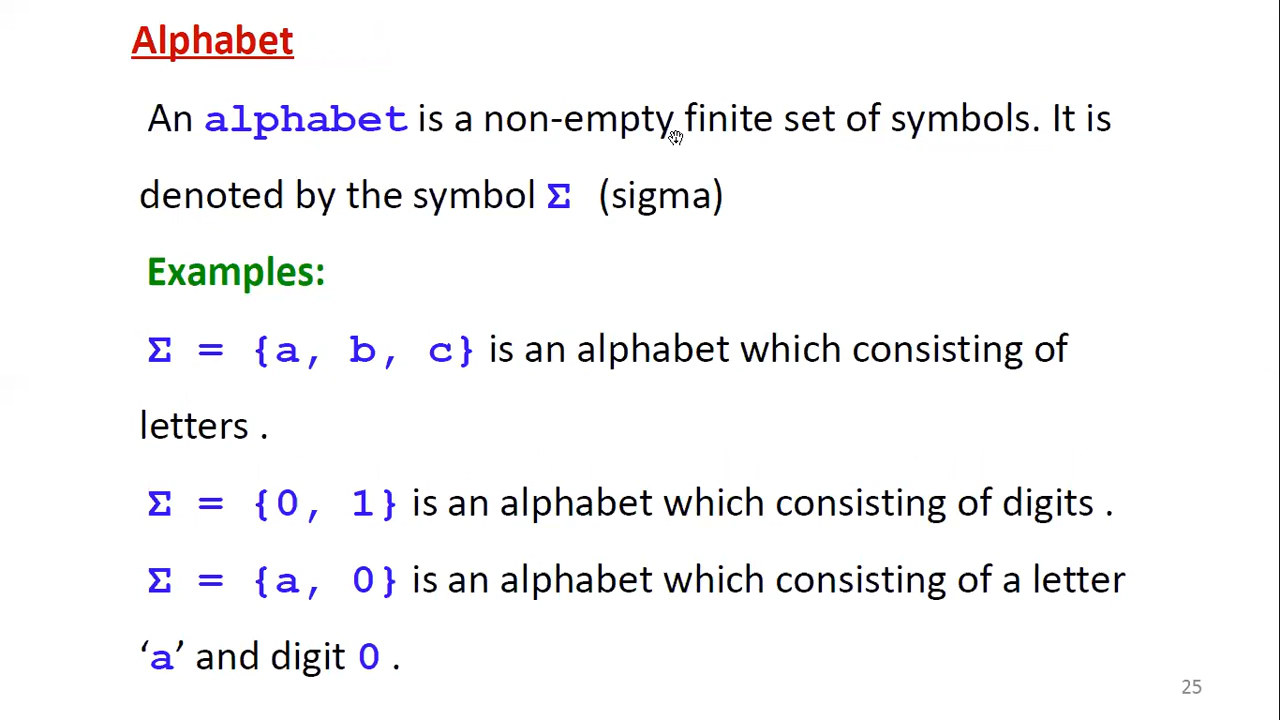 Alphabet
An alphabet is a non-empty finite set of symbols. It is
denoted by the symbol Σ (sigma)
Examples:
Σ = {a, b, c} is an alphabet which consisting of
letters .
Σ = {0, 1} is an alphabet which consisting of digits .
Σ = {a, 0} is an alphabet which consisting of a letter
‘a’ and digit 0 .
25